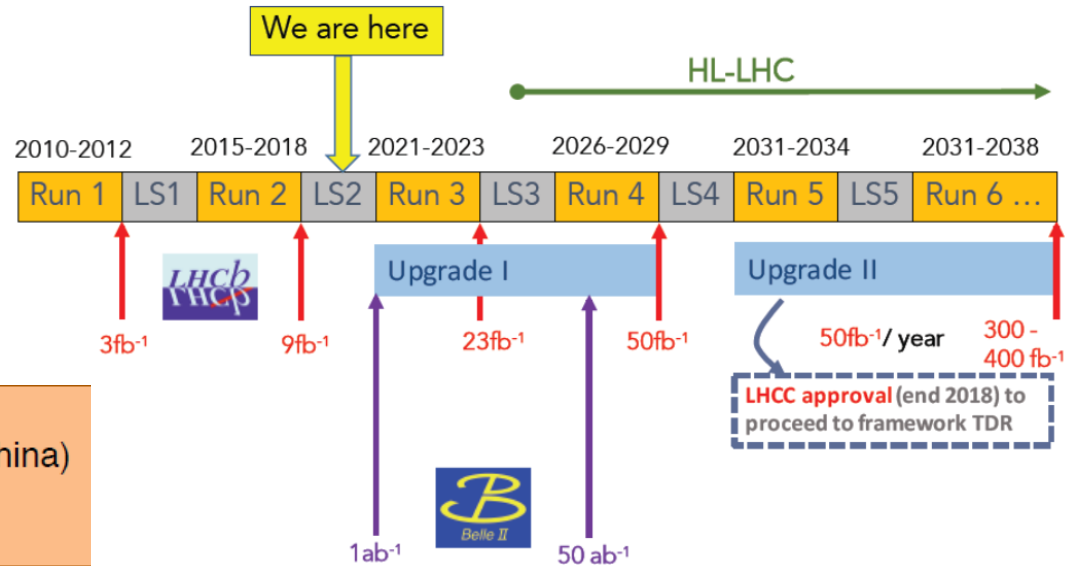 We are here
HL-LHC
2010-2012 2015-2018 2021-2023 2026-2029 2031-2034 2031-2038
Run 1 LS1 Run 2 LS2 Run 3 LS3 Run 4 LS4 Run 5 LS5 Run 6 ...
LHCb
Upgrade I Upgrade II
3fb-1 9fb-1 23fb-1 50fb-1 50fb-1/ year 300 -
400 fb-1
LHCC approval (end 2018) to
proceed to framework TDR
hina)
B
Belle II
1ab-1 50 ab-1